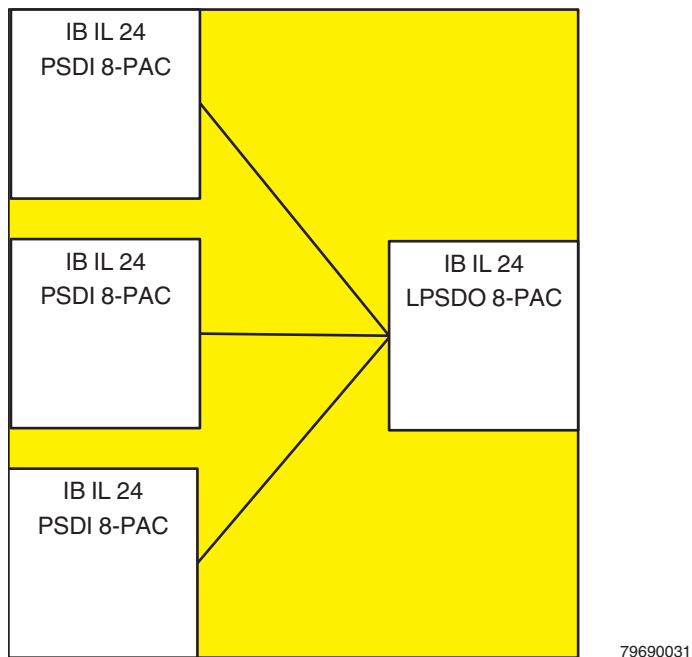 IB IL 24
PSDI 8-PAC
IB IL 24
PSDI 8-PAC
IB IL 24
LPSDO 8-PAC
IB IL 24
PSDI 8-PAC
79690031